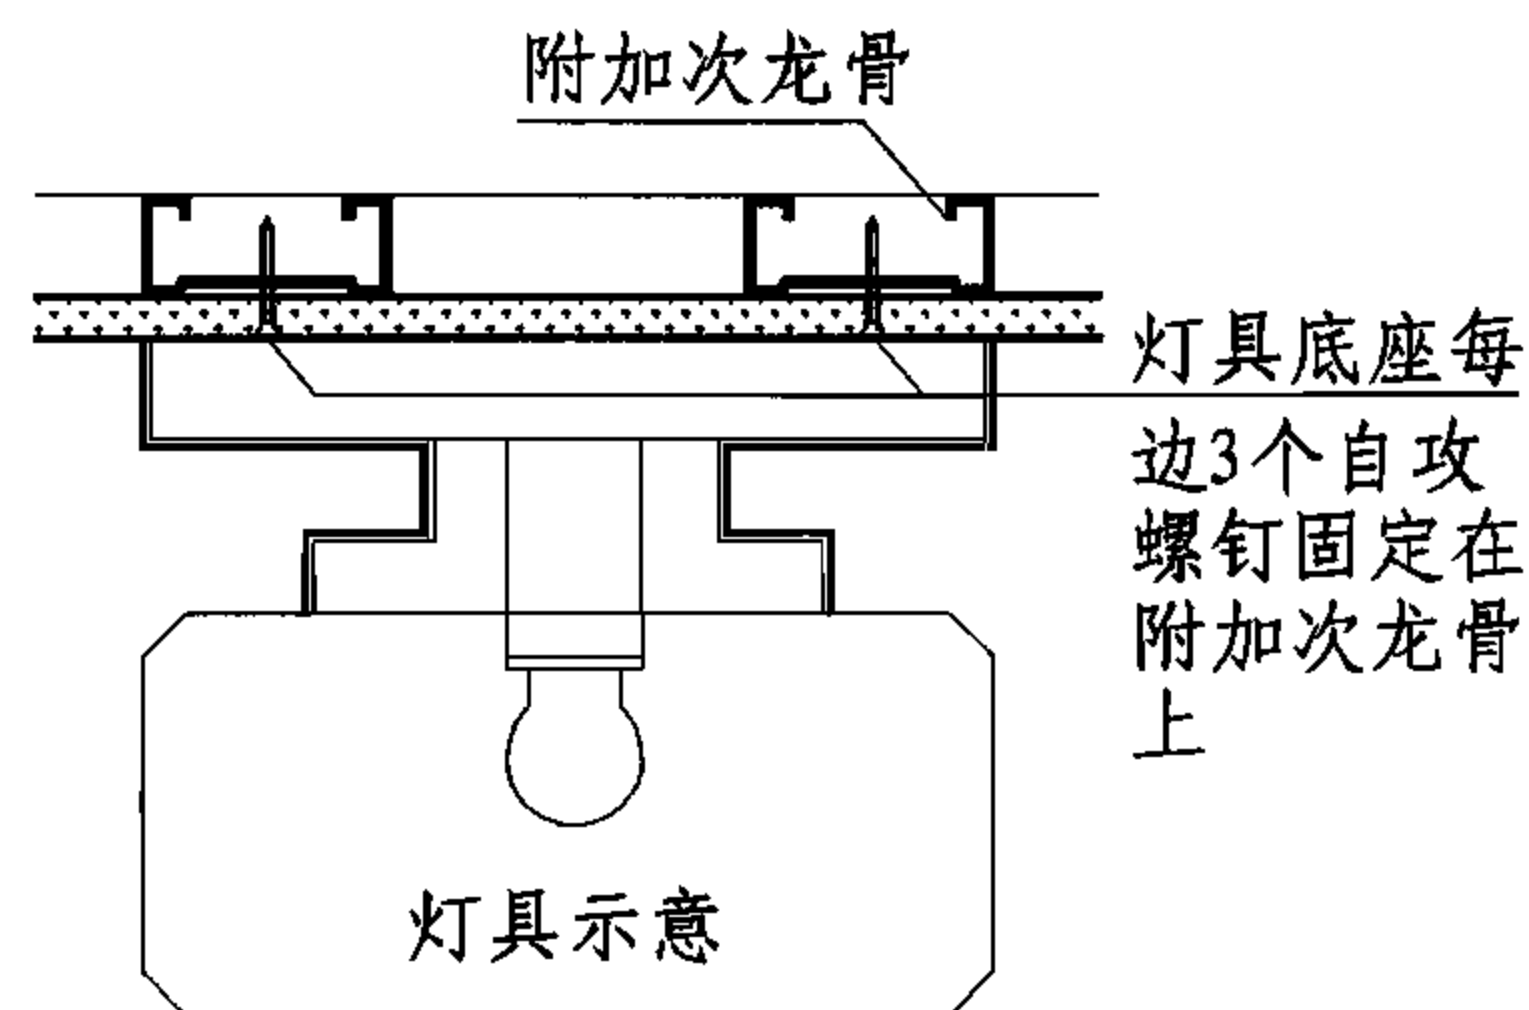 附加次龙骨
灯具底座每
边3个自攻
螺钉固定在
附加次龙骨
上
灯具示意